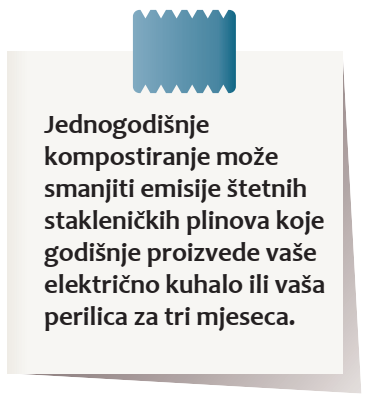 Jednogodišnje
kompostiranje može
smanjiti emisije štetnih
stakleničkih plinova koje
godišnje proizvede vaše
električno kuhalo ili vaša
perilica za tri mjeseca.